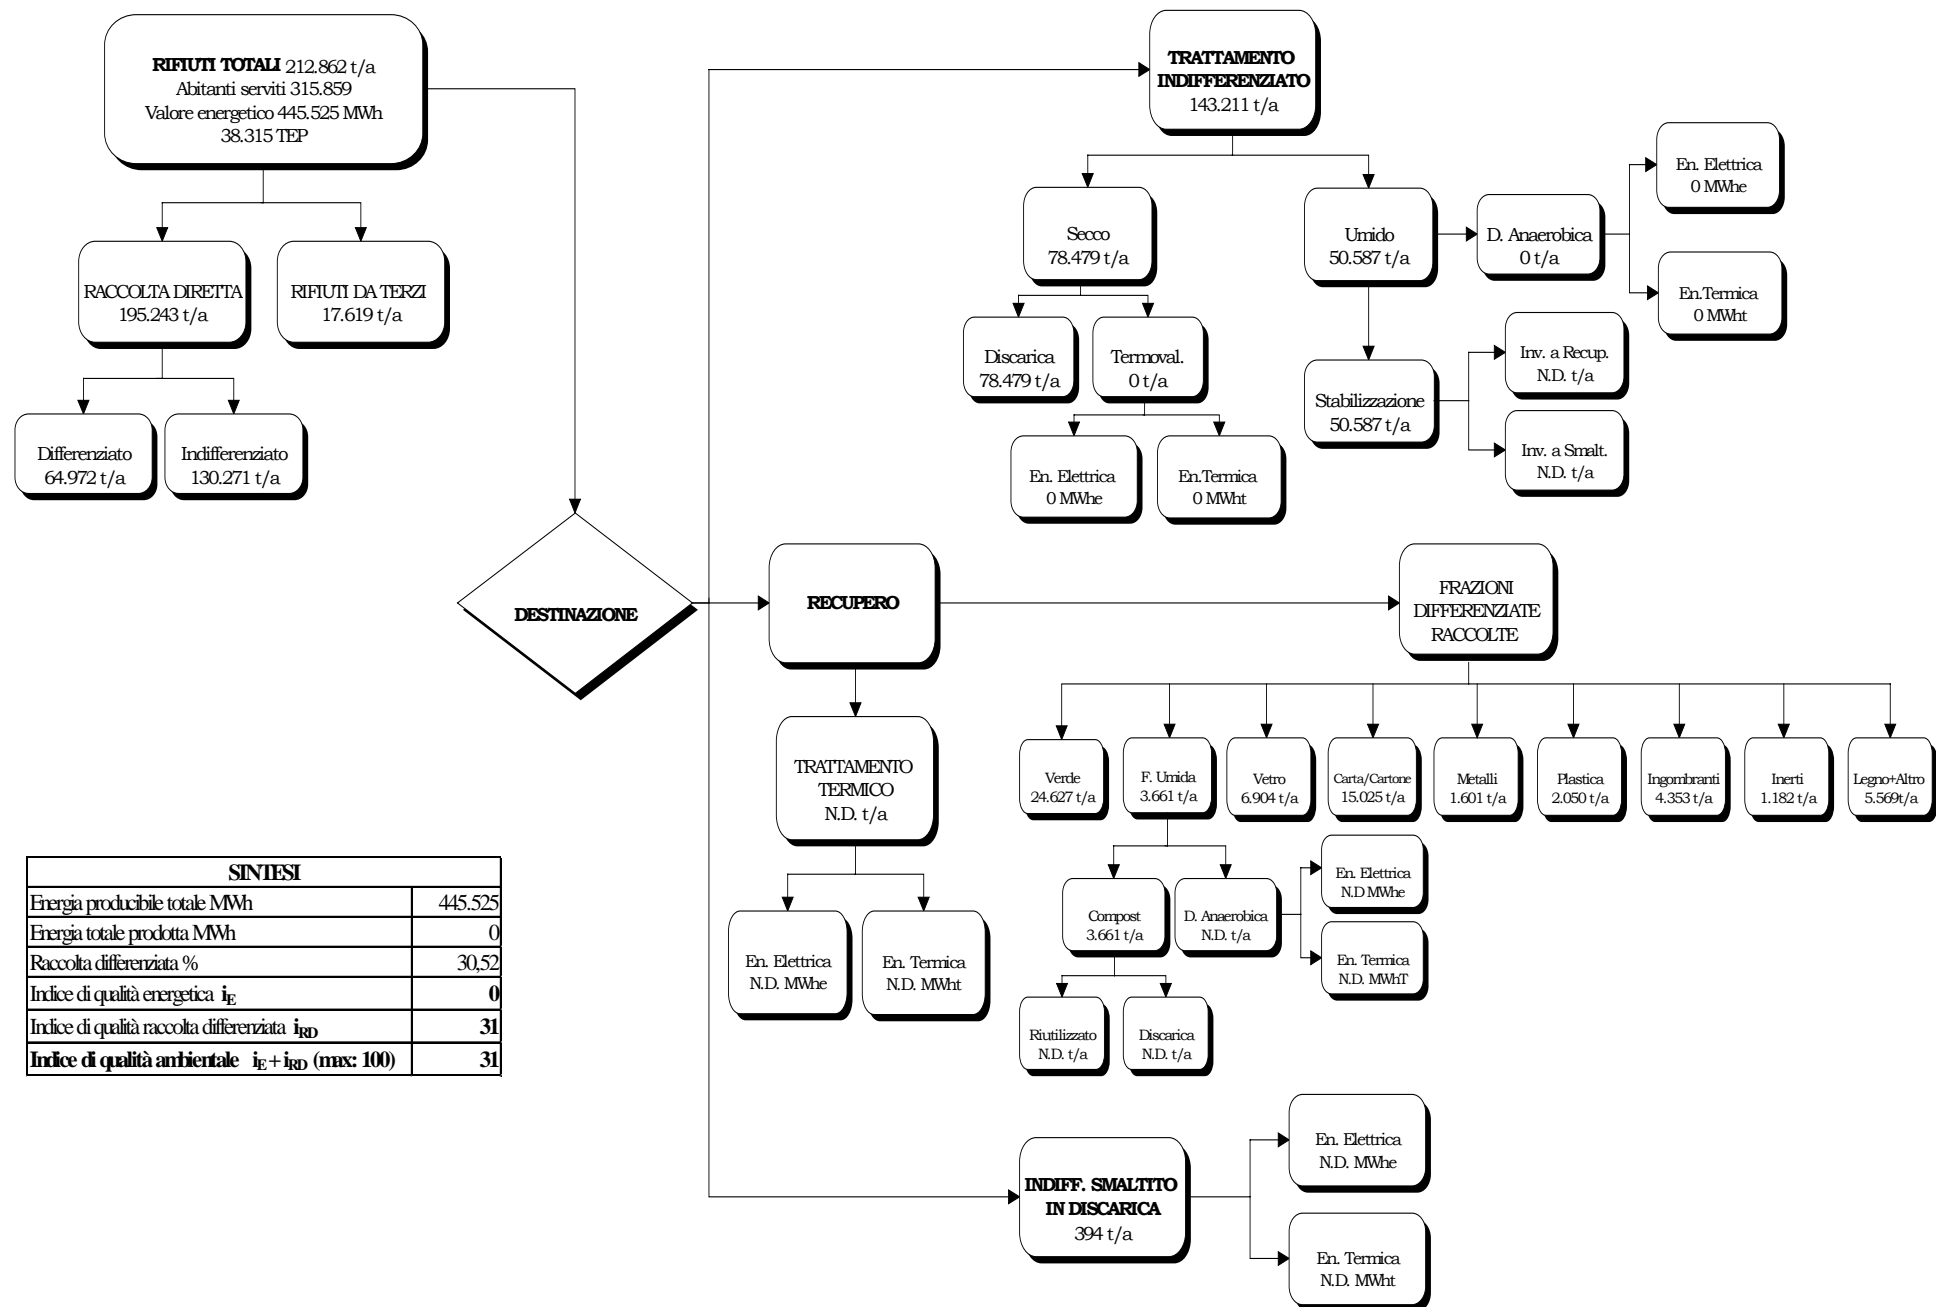 RIFIUTI TOTALI 212.862 t/a
Abitanti serviti 315.859
Valore energetico 445.525 MWh
38.315 TEP
RACCOLTA DIRETTA
195.243 t/a
RIFIUTI DA TERZI
17.619 t/a
Differenziato
64.972 t/a
Indifferenziato
130.271 t/a
DESTINAZIONE
TRATTAMENTO
INDIFFERENZIATO
143.211 t/a
Secco
78.479 t/a
Umido
50.587 t/a
D. Anaerobica
0 t/a
En. Elettrica
0 MWhe
En.Termica
0 MWht
Discarica
78.479 t/a
Termoval.
0 t/a
En. Elettrica
0 MWhe
En.Termica
0 MWht
Stabilizzazione
50.587 t/a
Inv. a Recup.
N.D. t/a
Inv. a Smalt.
N.D. t/a
RECUPERO
FRAZIONI
DIFFERENZIATE
RACCOLTE
TRATTAMENTO
TERMICO
N.D. t/a
En. Elettrica
N.D. MWhe
En. Termica
N.D. MWht
Verde
24.627 t/a
F. Umida
3.661 t/a
Vetro
6.904 t/a
Carta/Cartone
15.025 t/a
Metalli
1.601 t/a
Plastica
2.050 t/a
Ingombranti
4.353 t/a
Inerti
1.182 t/a
Legno+Altro
5.569t/a
Compost
3.661 t/a
D. Anaerobica
N.D. t/a
En. Elettrica
N.D MWhe
En. Termica
N.D. MWhT
Riutilizzato
N.D. t/a
Discarica
N.D. t/a
INDIFF. SMALTITO
IN DISCARICA
394 t/a
En. Elettrica
N.D. MWhe
En. Termica
N.D. MWht
SINTESI
Energia producibile totale MWh 445.525
Energia totale prodotta MWh 0
Raccolta differenziata % 30,52
Indice di qualità energetica iE 0
Indice di qualità raccolta differenziata iRD 31
Indice di qualità ambientale iE + iRD (max: 100) 31